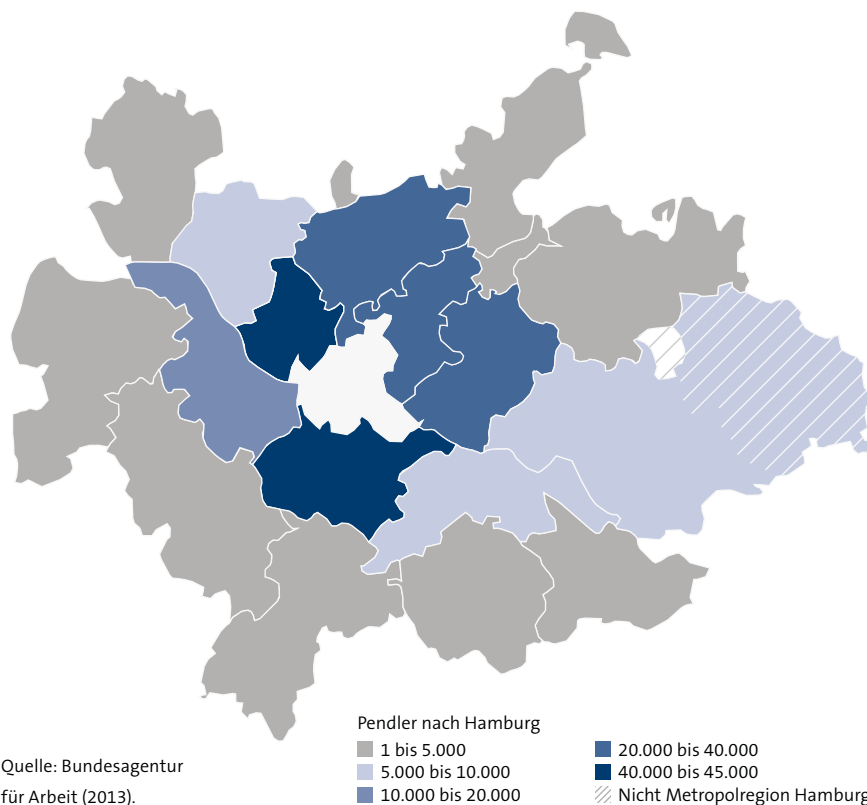 Pendler nach Hamburg
1 bis 5.000
5.000 bis 10.000
10.000 bis 20.000
20.000 bis 40.000
40.000 bis 45.000
Nicht Metropolregion Hamburg
Quelle: Bundesagentur
für Arbeit (2013).